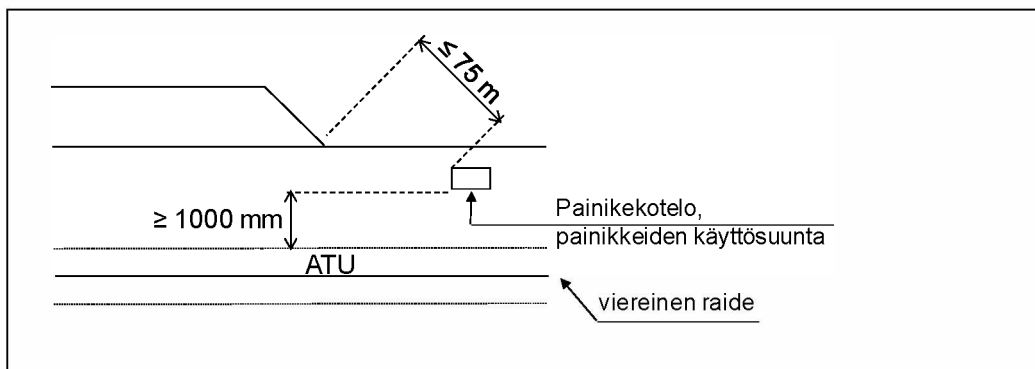 ≤ 75 m
≥ 1000 mm
Painikekotelo,
painikkeiden käyttösuunta
ATU
viereinen raide